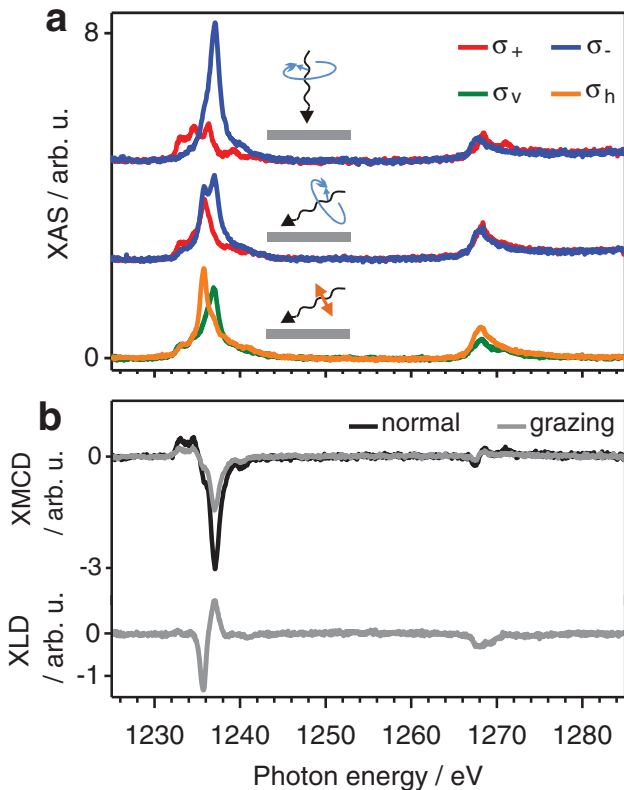 a
8
σ+ σ-
σv σh
XAS / arb. u.
0
b
normal grazing
0
XMCD
/ arb. u.
-3
0
XLD
/ arb. u.
-1
1230 1240 1250 1260 1270 1280
Photon energy / eV